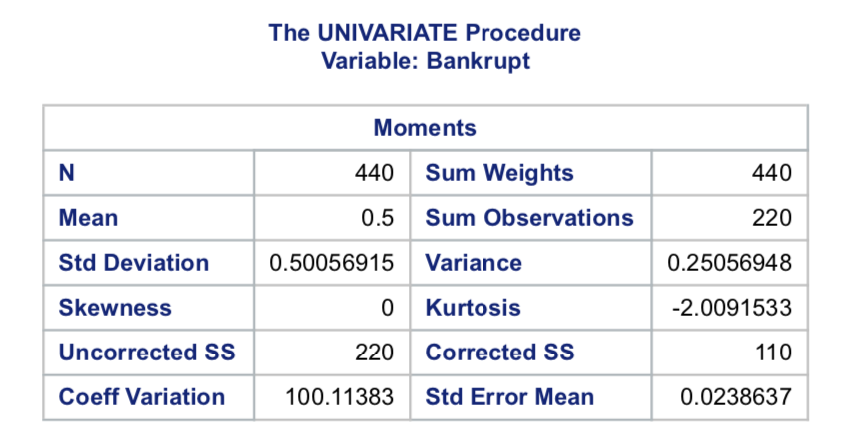 The UNIVARIATE Procedure
Variable: Bankrupt
Moments
N 440 Sum Weights 440
Mean 0.5 Sum Observations 220
Std Deviation 0.50056915 Variance 0.25056948
Skewness 0 Kurtosis -2.0091533
Uncorrected SS 220 Corrected SS 110
Coeff Variation 100.11383 Std Error Mean 0.0238637